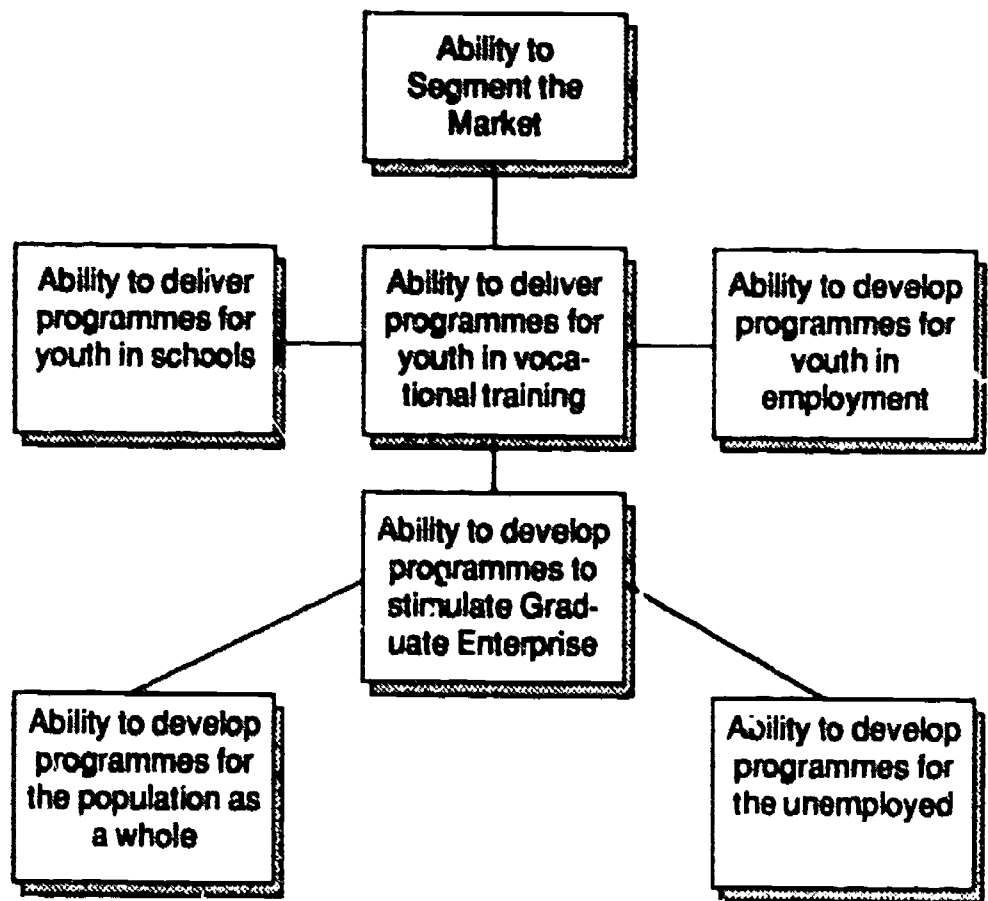 Ability to
Segment the
Market
Ability to deliver
programmes for
youth in schools
Ability to deliver
programmes for
youth in voca-
tional training
Ability to develop
programmes for
youth in
employment
Ability to develop
programmes to
stimulate Grad-
uate Enterprise
Ability to develop
programmes for
the population as
a whole
Ability to develop
programmes for
the unemployed